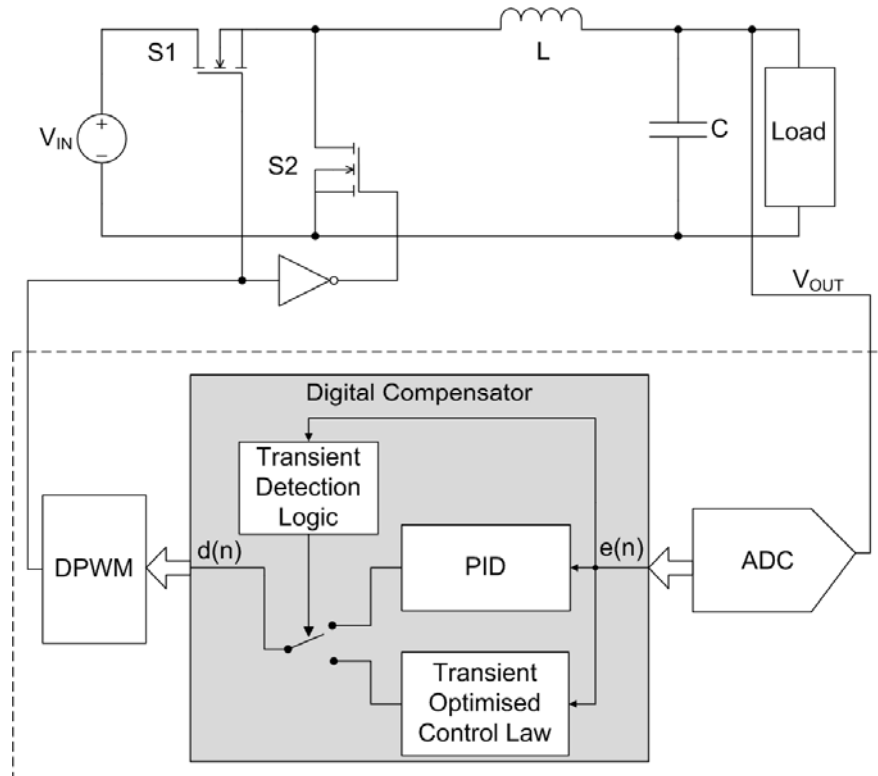 S1
L
V_IN
+
−
S2
C
Load
V_OUT
Digital Compensator
Transient
Detection
Logic
DPWM
d(n)
PID
e(n)
ADC
Transient
Optimised
Control Law